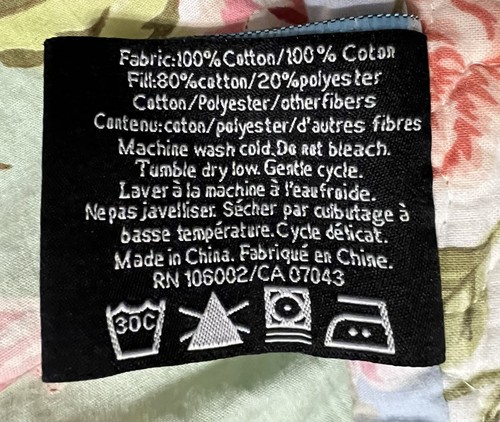 Fabric:100% Cotton/100% Coton
Fill:80%cotton/20%polyester
Cotton/Polyester/otherfibers
Contenu:coton/polyester/d'autres fibres
Machine wash cold.Do not bleach.
Tumble dry low. Gentle cycle.
Laver à la machine à l'eaufroide.
Nepas javelliser. Sécher par culbutage à
basse température. Cycle délicat.
Made in China. Fabriqué en Chine.
RN 106002/CA 07043
30C